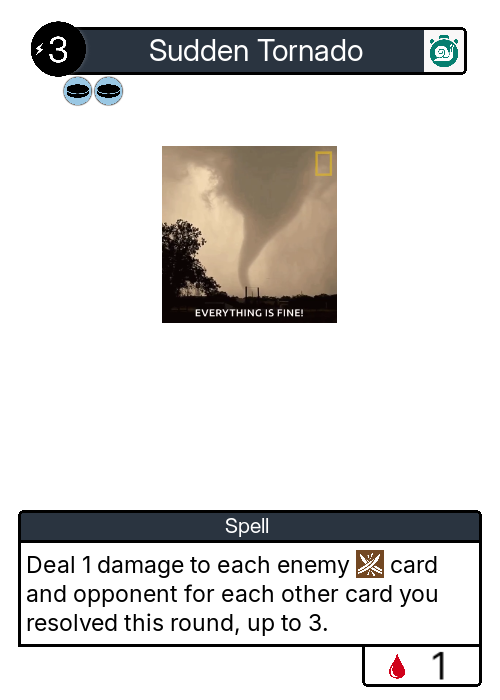 3
Sudden Tornado
EVERYTHING IS FINE!
Spell
Deal 1 damage to each enemy card
and opponent for each other card you
resolved this round, up to 3.
1